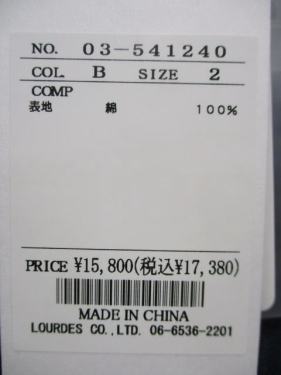 NO. 03-541240
COL. B SIZE 2
COMP
表地 綿 100%
PRICE ¥15,800(税込¥17,380)
MADE IN CHINA
LOURDES CO.,LTD. 06-6536-2201